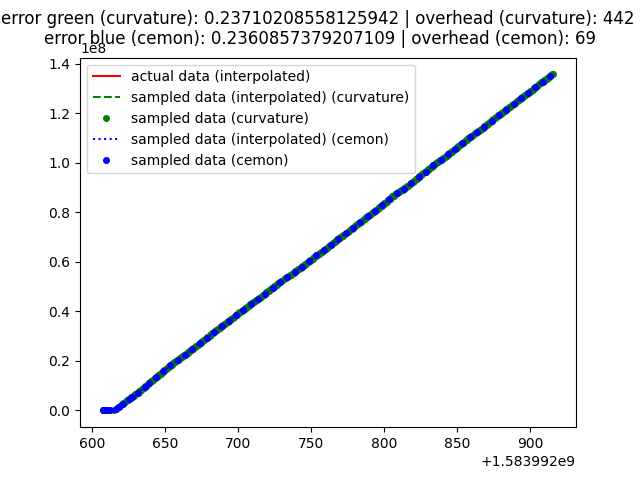 error green (curvature): 0.23710208558125942 | overhead (curvature): 442
error blue (cemon): 0.2360857379207109 | overhead (cemon): 69
1e8
actual data (interpolated)
sampled data (interpolated) (curvature)
sampled data (curvature)
sampled data (interpolated) (cemon)
sampled data (cemon)
1.4
1.2
1.0
0.8
0.6
0.4
0.2
0.0
600 650 700 750 800 850 900
+1.583992e9